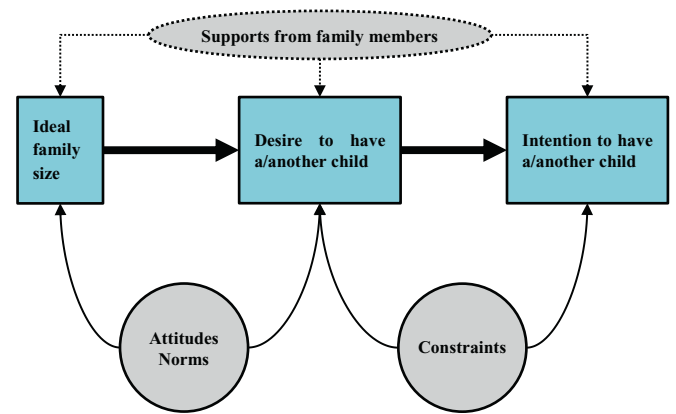 Supports from family members
Ideal
family
size
Desire to have
a/another child
Intention to have
a/another child
Attitudes
Norms
Constraints